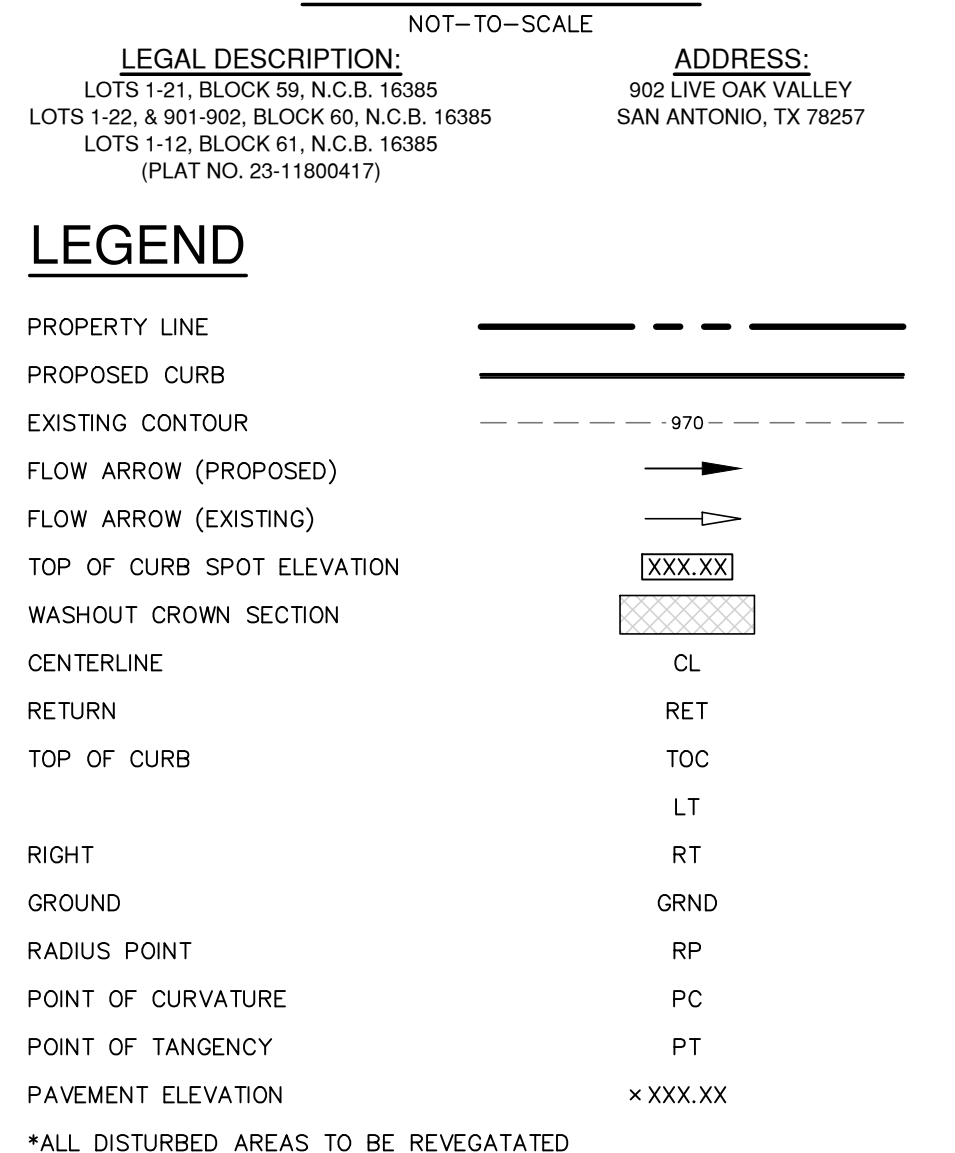 NOT-TO-SCALE
LEGAL DESCRIPTION:
LOTS 1-21, BLOCK 59, N.C.B. 16385
LOTS 1-22, & 901-902, BLOCK 60, N.C.B. 16385
LOTS 1-12, BLOCK 61, N.C.B. 16385
(PLAT NO. 23-11800417)
ADDRESS:
902 LIVE OAK VALLEY
SAN ANTONIO, TX 78257
LEGEND
PROPERTY LINE
PROPOSED CURB
EXISTING CONTOUR 970
FLOW ARROW (PROPOSED)
FLOW ARROW (EXISTING)
TOP OF CURB SPOT ELEVATION XXX.XX
WASHOUT CROWN SECTION
CENTERLINE CL
RETURN RET
TOP OF CURB TOC
LT
RIGHT RT
GROUND GRND
RADIUS POINT RP
POINT OF CURVATURE PC
POINT OF TANGENCY PT
PAVEMENT ELEVATION × XXX.XX
*ALL DISTURBED AREAS TO BE REVEGATATED